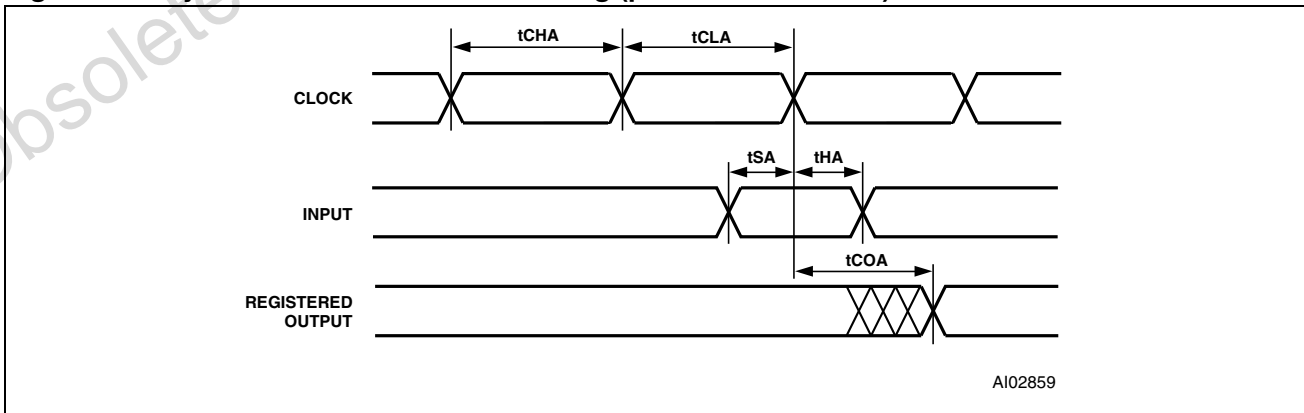 tCHA
tCLA
CLOCK
tSA
tHA
INPUT
tCOA
REGISTERED
OUTPUT
AI02859